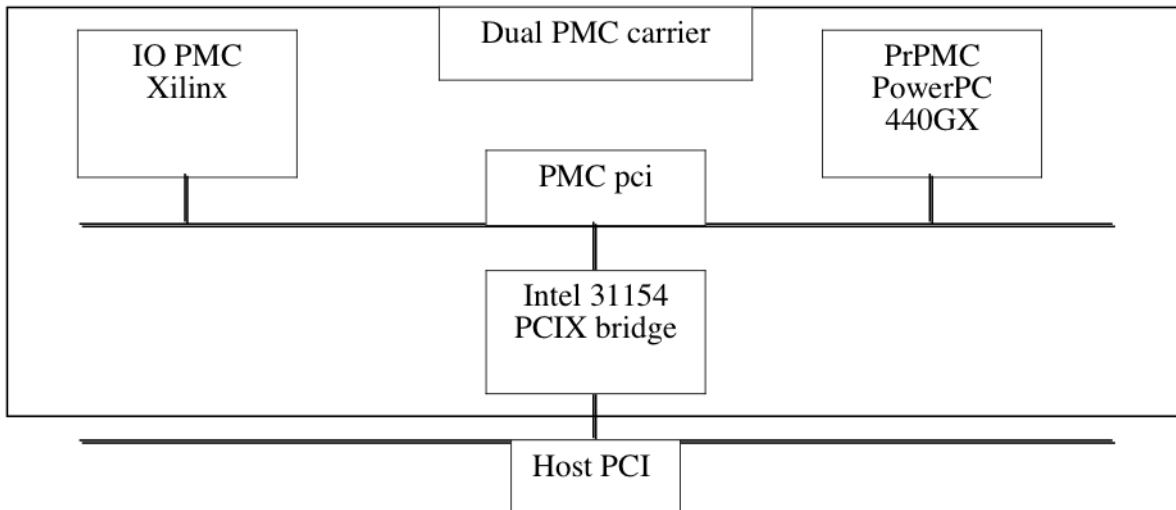 Dual PMC carrier
IO PMC
Xilinx
PrPMC
PowerPC
440GX
PMC pci
Intel 31154
PCIX bridge
Host PCI